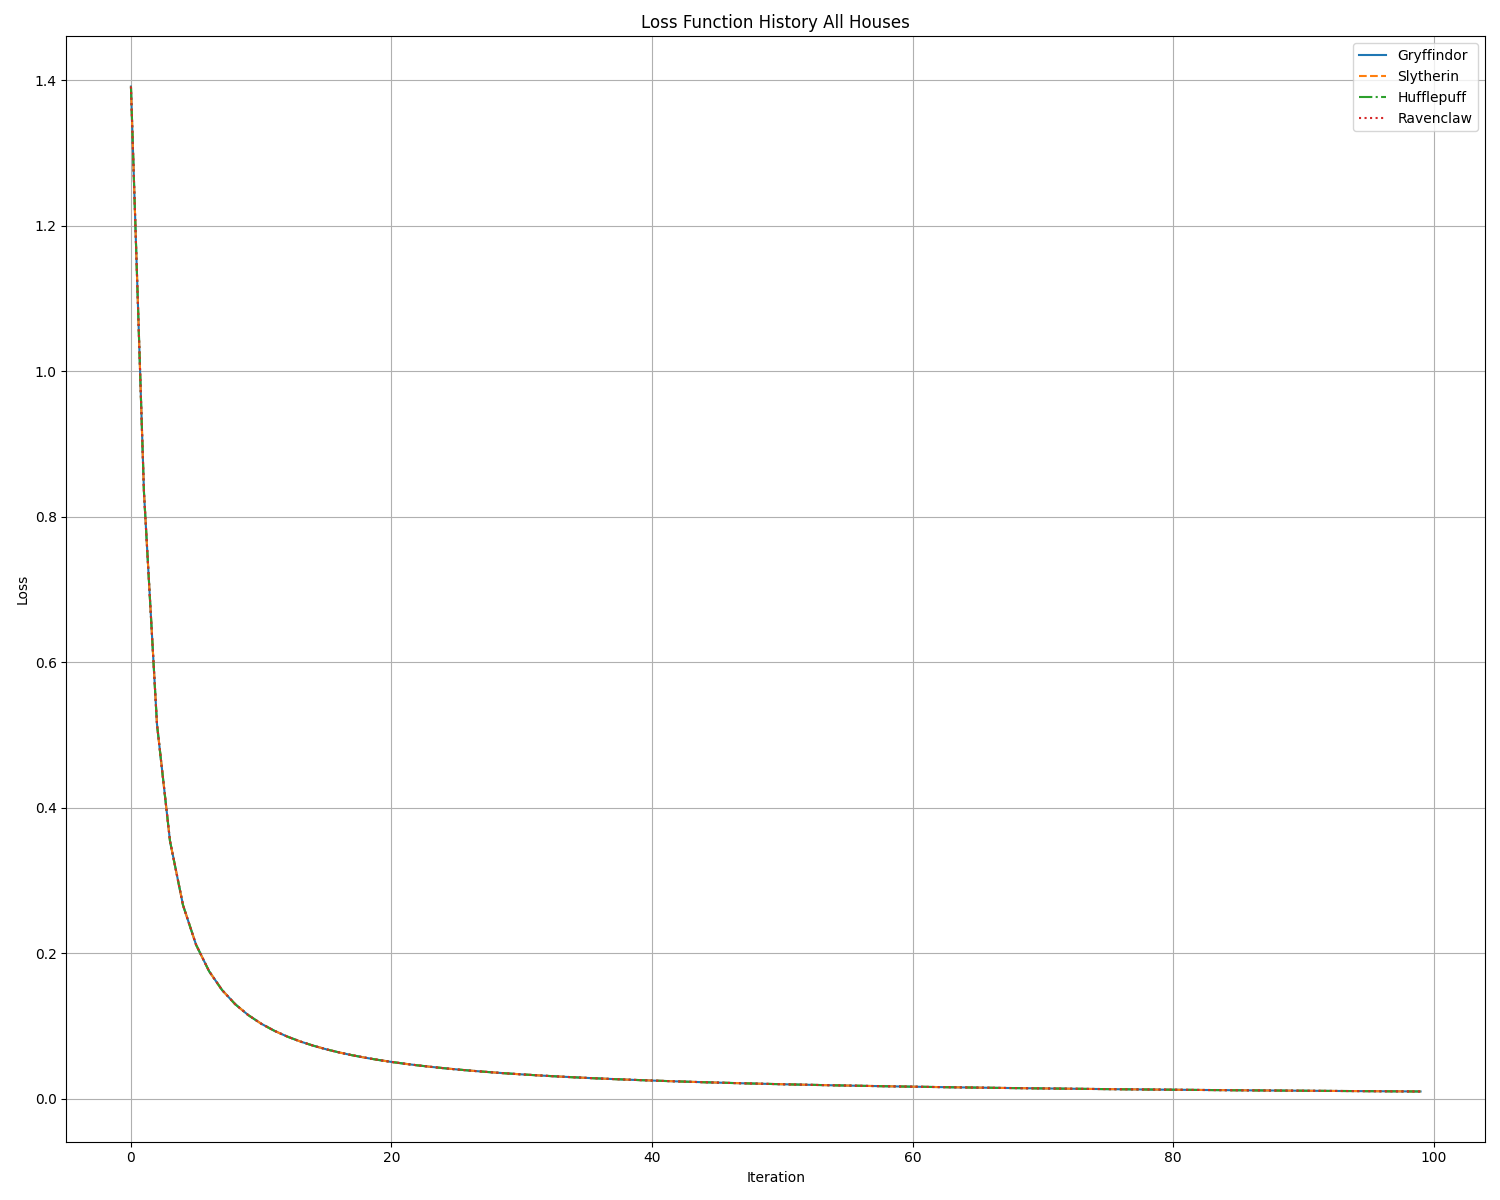 Loss Function History All Houses
Gryffindor
Slytherin
Hufflepuff
Ravenclaw
1.4
1.2
1.0
0.8
0.6
0.4
0.2
0.0
Loss
0 20 40 60 80 100
Iteration